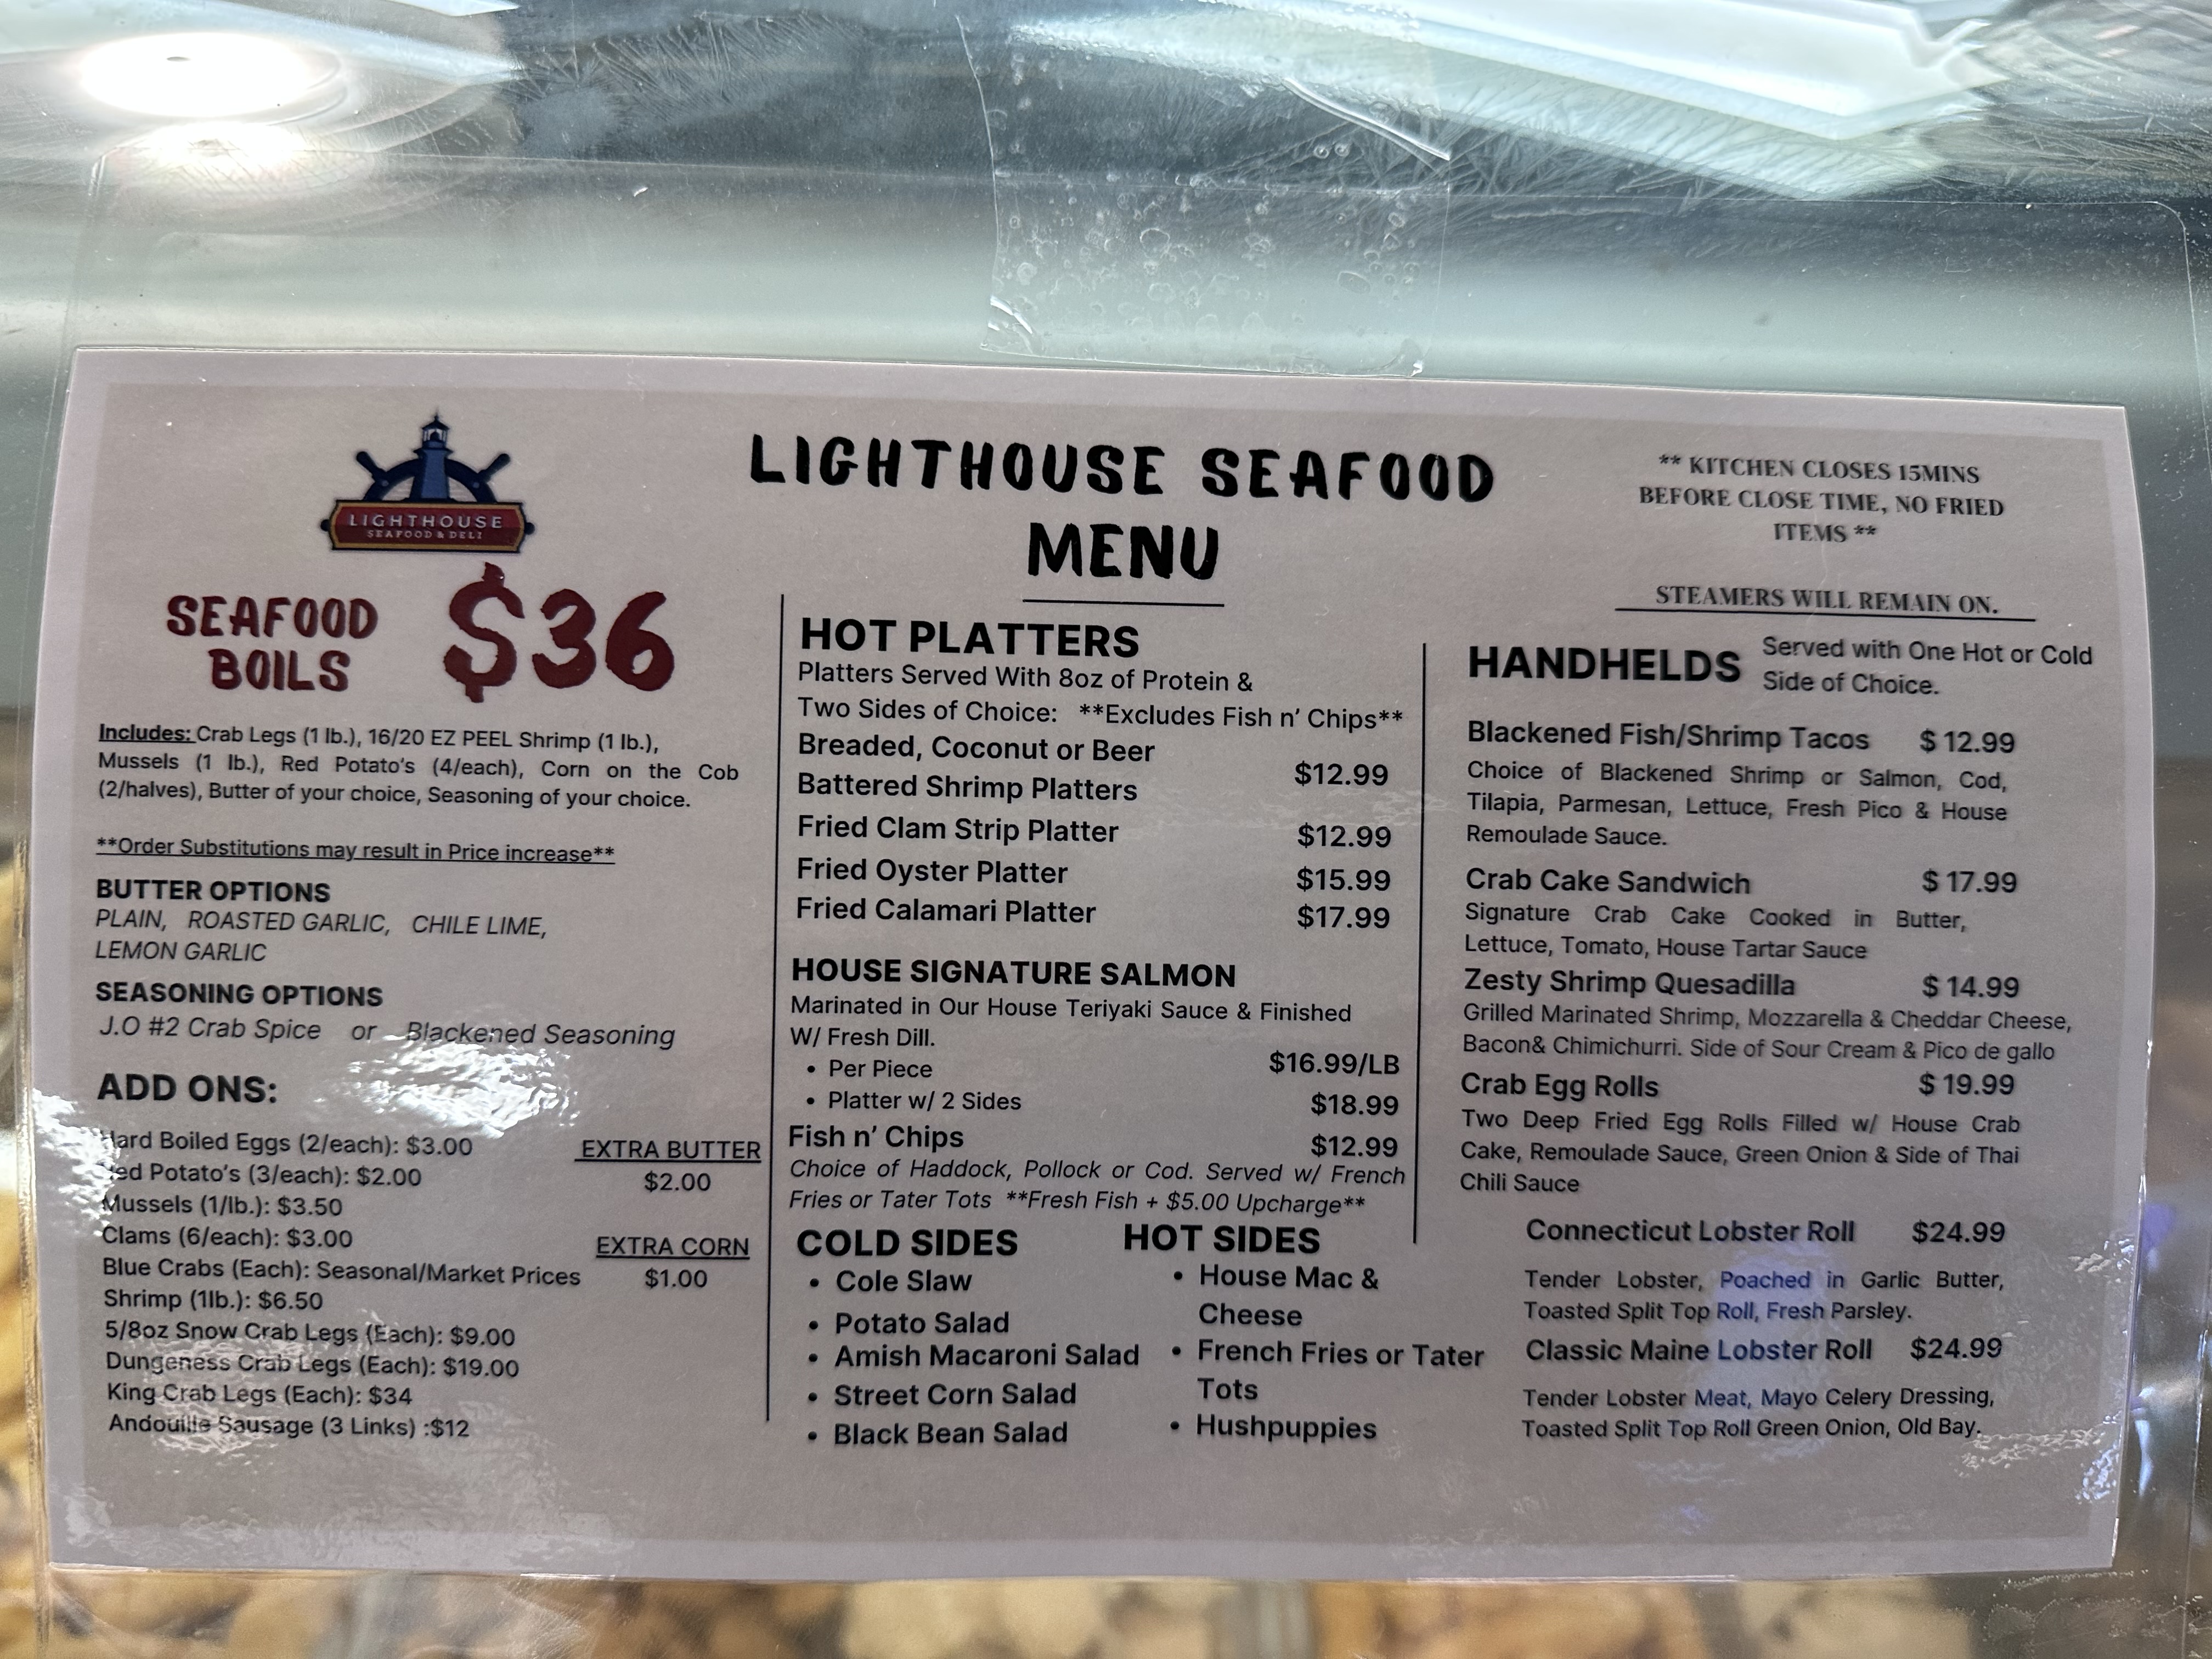 LIGHTHOUSE
SEAFOOD & DELI
LIGHTHOUSE SEAFOOD
MENU
** KITCHEN CLOSES 15MINS
BEFORE CLOSE TIME, NO FRIED
ITEMS **
STEAMERS WILL REMAIN ON.
SEAFOOD
BOILS
$36
Includes: Crab Legs (1 lb.), 16/20 EZ PEEL Shrimp (1 lb.),
Mussels (1 lb.), Red Potato's (4/each), Corn on the Cob
(2/halves), Butter of your choice, Seasoning of your choice.
**Order Substitutions may result in Price increase**
BUTTER OPTIONS
PLAIN, ROASTED GARLIC, CHILE LIME,
LEMON GARLIC
SEASONING OPTIONS
J.O #2 Crab Spice or Blackened Seasoning
ADD ONS:
Hard Boiled Eggs (2/each): $3.00
Red Potato's (3/each): $2.00
Mussels (1/lb.): $3.50
Clams (6/each): $3.00
Blue Crabs (Each): Seasonal/Market Prices
Shrimp (1lb.): $6.50
5/8oz Snow Crab Legs (Each): $9.00
Dungeness Crab Legs (Each): $19.00
King Crab Legs (Each): $34
Andouille Sausage (3 Links) :$12
EXTRA BUTTER
$2.00
EXTRA CORN
$1.00
HOT PLATTERS
Platters Served With 8oz of Protein &
Two Sides of Choice: **Excludes Fish n' Chips**
Breaded, Coconut or Beer
Battered Shrimp Platters $12.99
Fried Clam Strip Platter $12.99
Fried Oyster Platter $15.99
Fried Calamari Platter $17.99
HOUSE SIGNATURE SALMON
Marinated in Our House Teriyaki Sauce & Finished
W/ Fresh Dill.
• Per Piece $16.99/LB
• Platter w/ 2 Sides $18.99
Fish n' Chips $12.99
Choice of Haddock, Pollock or Cod. Served w/ French
Fries or Tater Tots **Fresh Fish + $5.00 Upcharge**
COLD SIDES
• Cole Slaw
• Potato Salad
• Amish Macaroni Salad
• Street Corn Salad
• Black Bean Salad
HOT SIDES
• House Mac &
Cheese
• French Fries or Tater
Tots
• Hushpuppies
HANDHELDS
Served with One Hot or Cold
Side of Choice.
Blackened Fish/Shrimp Tacos $ 12.99
Choice of Blackened Shrimp or Salmon, Cod,
Tilapia, Parmesan, Lettuce, Fresh Pico & House
Remoulade Sauce.
Crab Cake Sandwich $ 17.99
Signature Crab Cake Cooked in Butter,
Lettuce, Tomato, House Tartar Sauce
Zesty Shrimp Quesadilla $ 14.99
Grilled Marinated Shrimp, Mozzarella & Cheddar Cheese,
Bacon& Chimichurri. Side of Sour Cream & Pico de gallo
Crab Egg Rolls $ 19.99
Two Deep Fried Egg Rolls Filled w/ House Crab
Cake, Remoulade Sauce, Green Onion & Side of Thai
Chili Sauce
Connecticut Lobster Roll $24.99
Tender Lobster, Poached in Garlic Butter,
Toasted Split Top Roll, Fresh Parsley.
Classic Maine Lobster Roll $24.99
Tender Lobster Meat, Mayo Celery Dressing,
Toasted Split Top Roll Green Onion, Old Bay.